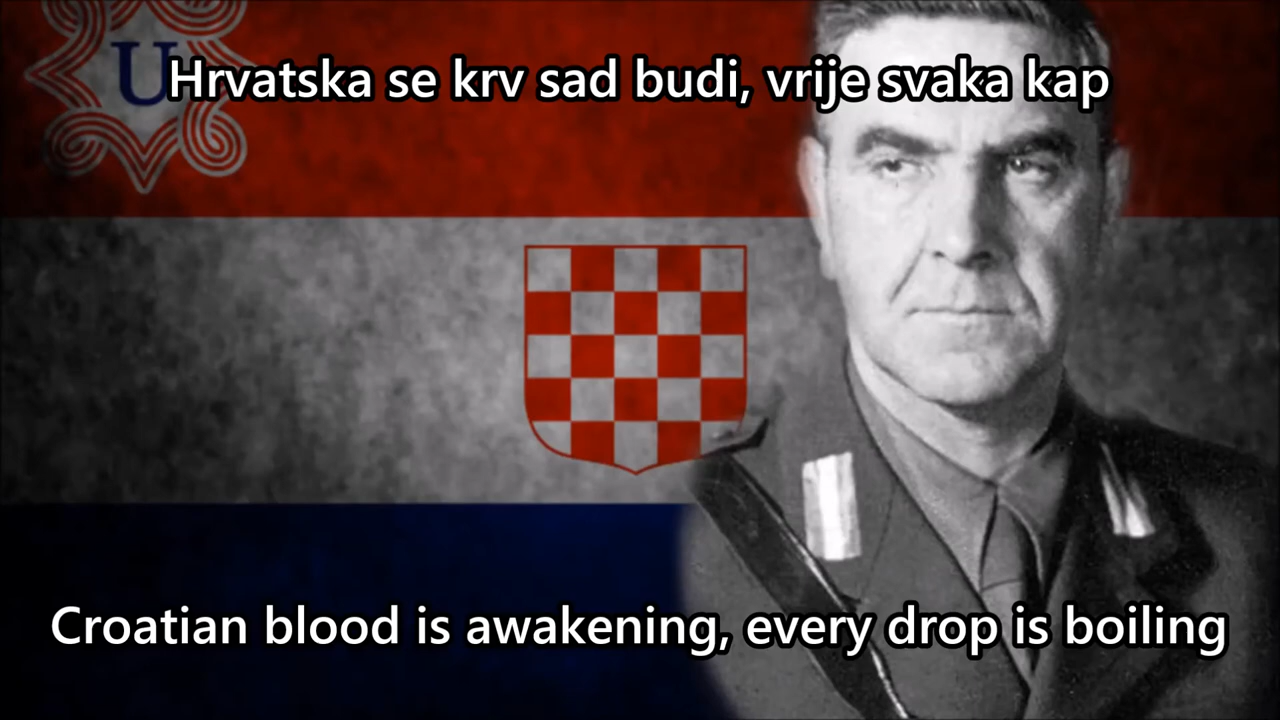 U
Hrvatska se krv sad budi, vrije svaka kap
Croatian blood is awakening, every drop is boiling